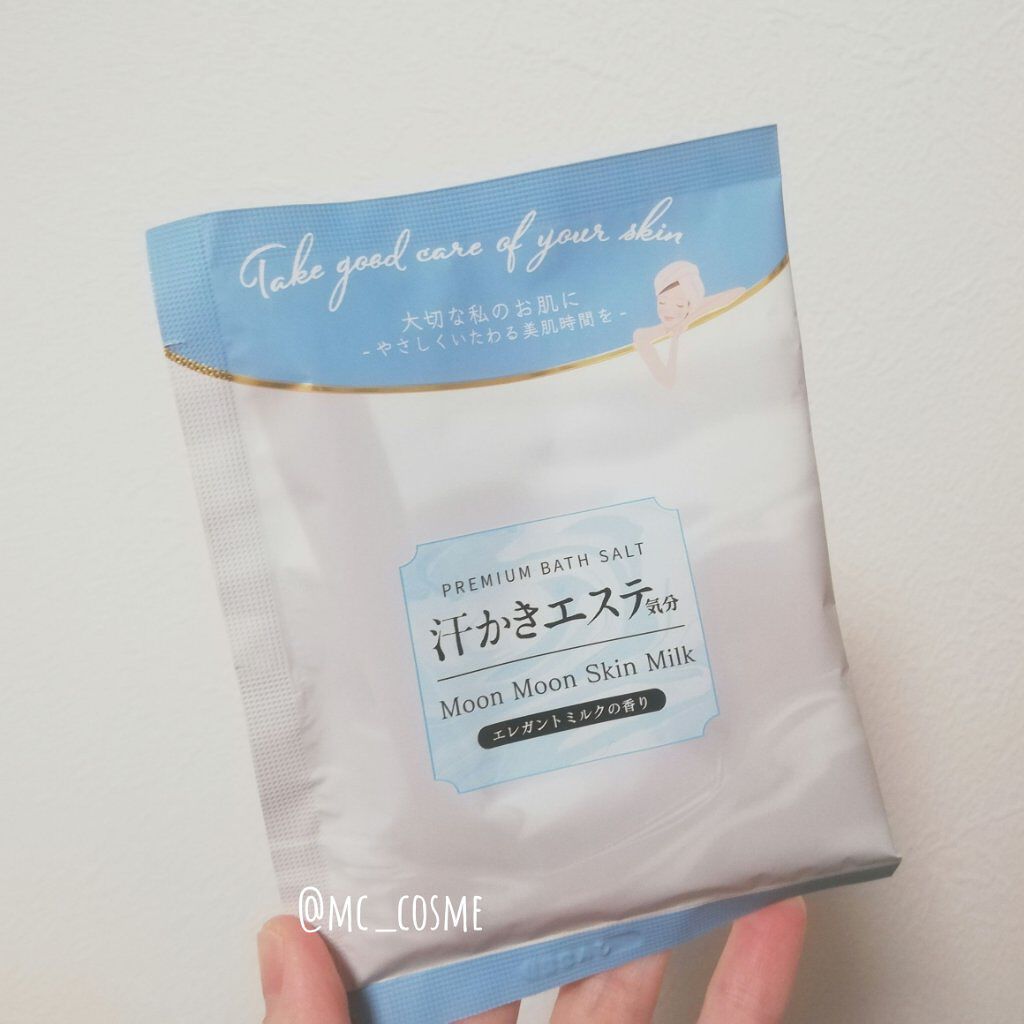 Take good care of your skin
大切な私のお肌に
-やさしくいたわる美肌時間を-
PREMIUM BATH SALT
汗かきエステ気分
Moon Moon Skin Milk
エレガントミルクの香り
@MC_COSME